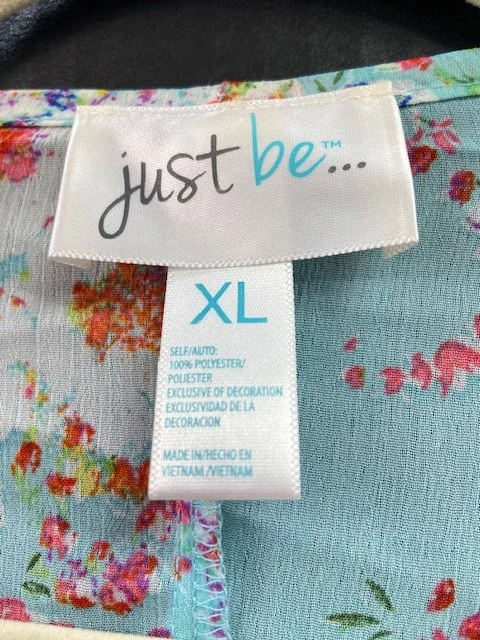 just be™...
XL
SELF/AUTO:
100% POLYESTER/
POLIESTER
EXCLUSIVE OF DECORATION
EXCLUSIVIDAD DE LA
DECORACION
MADE IN/HECHO EN
VIETNAM/VIETNAM